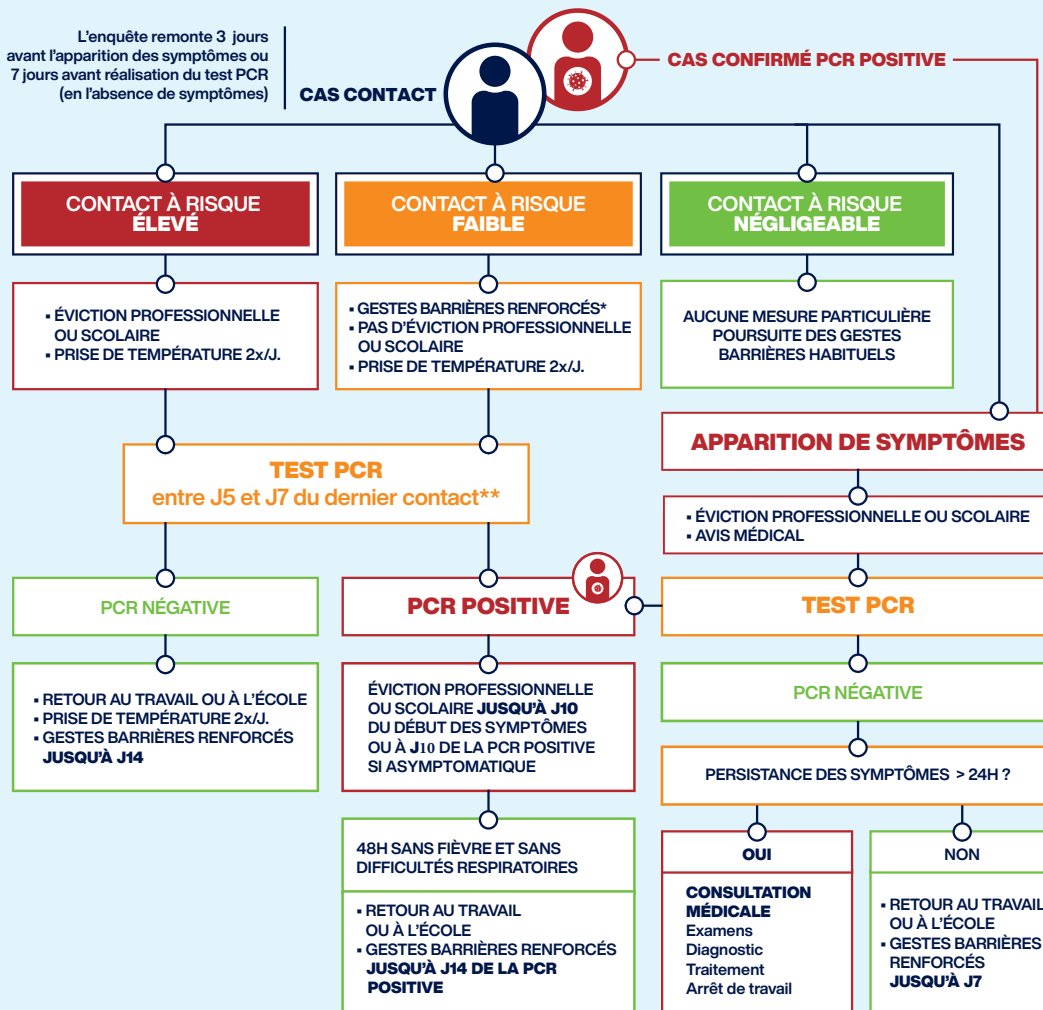 L'enquête remonte 3 jours
avant l'apparition des symptômes ou
7 jours avant réalisation du test PCR
(en l'absence de symptômes)
CAS CONTACT
CAS CONFIRMÉ PCR POSITIVE
CONTACT À RISQUE
ÉLEVÉ
CONTACT À RISQUE
FAIBLE
CONTACT À RISQUE
NÉGLIGEABLE
▪ ÉVICTION PROFESSIONNELLE
OU SCOLAIRE
▪ PRISE DE TEMPÉRATURE 2x/J.
▪ GESTES BARRIÈRES RENFORCÉS*
▪ PAS D'ÉVICTION PROFESSIONNELLE
OU SCOLAIRE
▪ PRISE DE TEMPÉRATURE 2x/J.
AUCUNE MESURE PARTICULIÈRE
POURSUITE DES GESTES
BARRIÈRES HABITUELS
TEST PCR
entre J5 et J7 du dernier contact**
APPARITION DE SYMPTÔMES
▪ ÉVICTION PROFESSIONNELLE OU SCOLAIRE
▪ AVIS MÉDICAL
PCR NÉGATIVE
PCR POSITIVE
TEST PCR
▪ RETOUR AU TRAVAIL OU À L'ÉCOLE
▪ PRISE DE TEMPÉRATURE 2x/J.
▪ GESTES BARRIÈRES RENFORCÉS
JUSQU'À J14
ÉVICTION PROFESSIONNELLE
OU SCOLAIRE JUSQU'À J10
DU DÉBUT DES SYMPTÔMES
OU À J10 DE LA PCR POSITIVE
SI ASYMPTOMATIQUE
PCR NÉGATIVE
PERSISTANCE DES SYMPTÔMES > 24H ?
48H SANS FIÈVRE ET SANS
DIFFICULTÉS RESPIRATOIRES
▪ RETOUR AU TRAVAIL
OU À L'ÉCOLE
▪ GESTES BARRIÈRES RENFORCÉS
JUSQU'À J14 DE LA PCR
POSITIVE
OUI
CONSULTATION
MÉDICALE
Examens
Diagnostic
Traitement
Arrêt de travail
NON
▪ RETOUR AU TRAVAIL
OU À L'ÉCOLE
▪ GESTES BARRIÈRES
RENFORCÉS
JUSQU'À J7